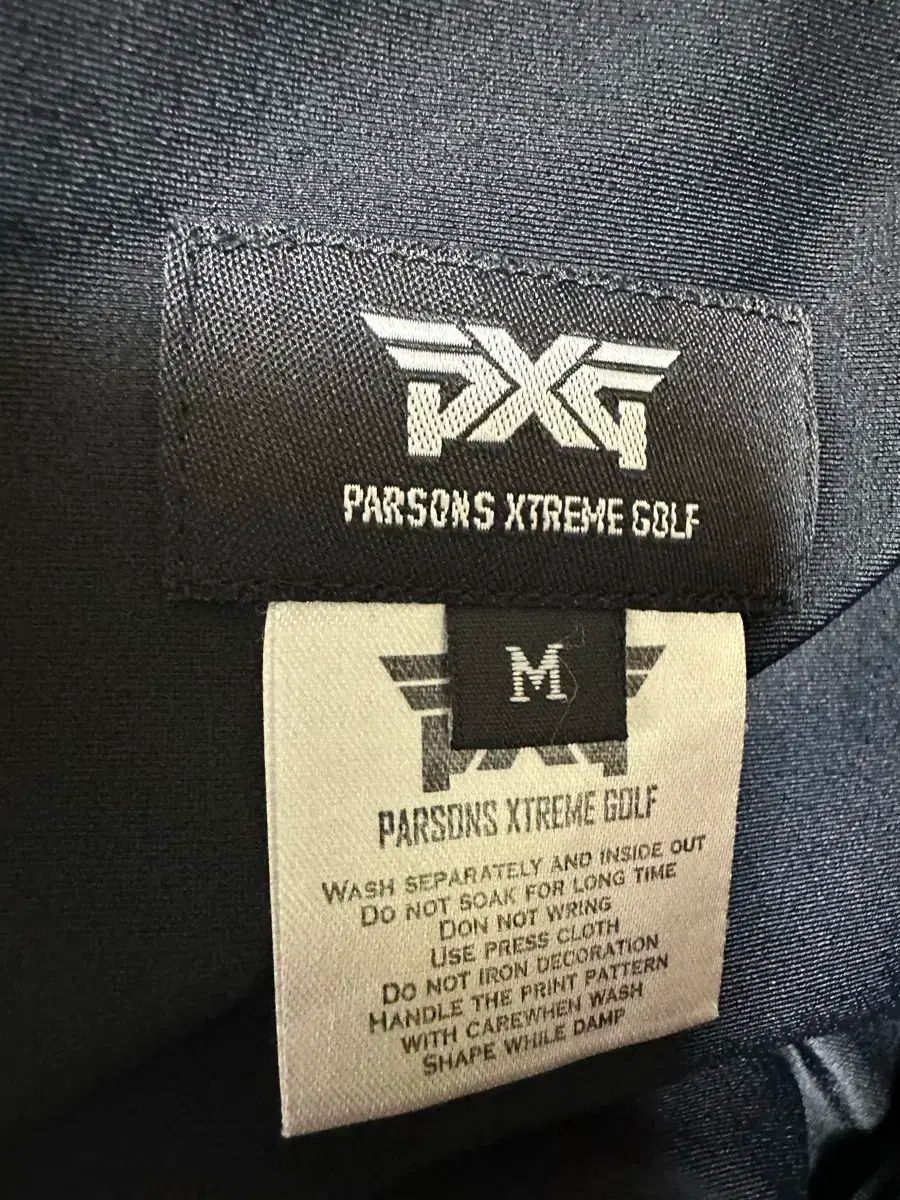 PXG
PARSONS XTREME GOLF
M
PARSONS XTREME GOLF
WASH SEPARATELY AND INSIDE OUT
DO NOT SOAK FOR LONG TIME
DON NOT WRING
USE PRESS CLOTH
DO NOT IRON DECORATION
HANDLE THE PRINT PATTERN
WITH CAREWHEN WASH
SHAPE WHILE DAMP